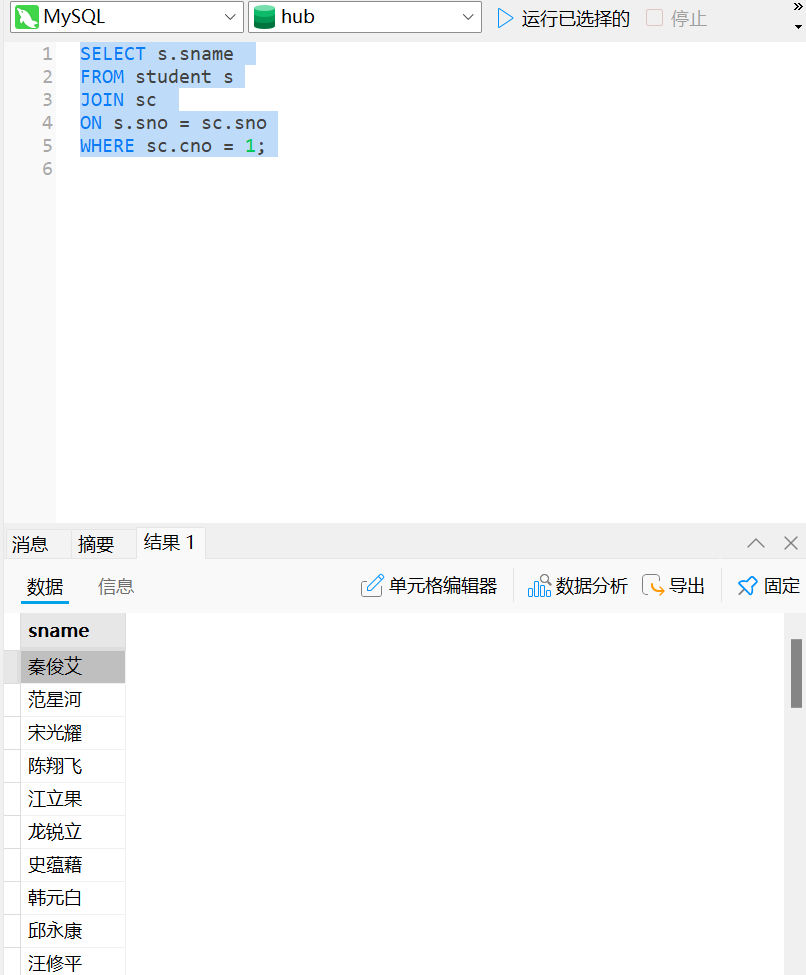 MySQL hub 运行已选择的 停止
1 SELECT s.sname
2 FROM student s
3 JOIN sc
4 ON s.sno = sc.sno
5 WHERE sc.cno = 1;
6
消息 摘要 结果 1
数据 信息 单元格编辑器 数据分析 导出 固定
sname
秦俊艾
范星河
宋光耀
陈翔飞
江立果
龙锐立
史蕴藉
韩元白
邱永康
汪修平